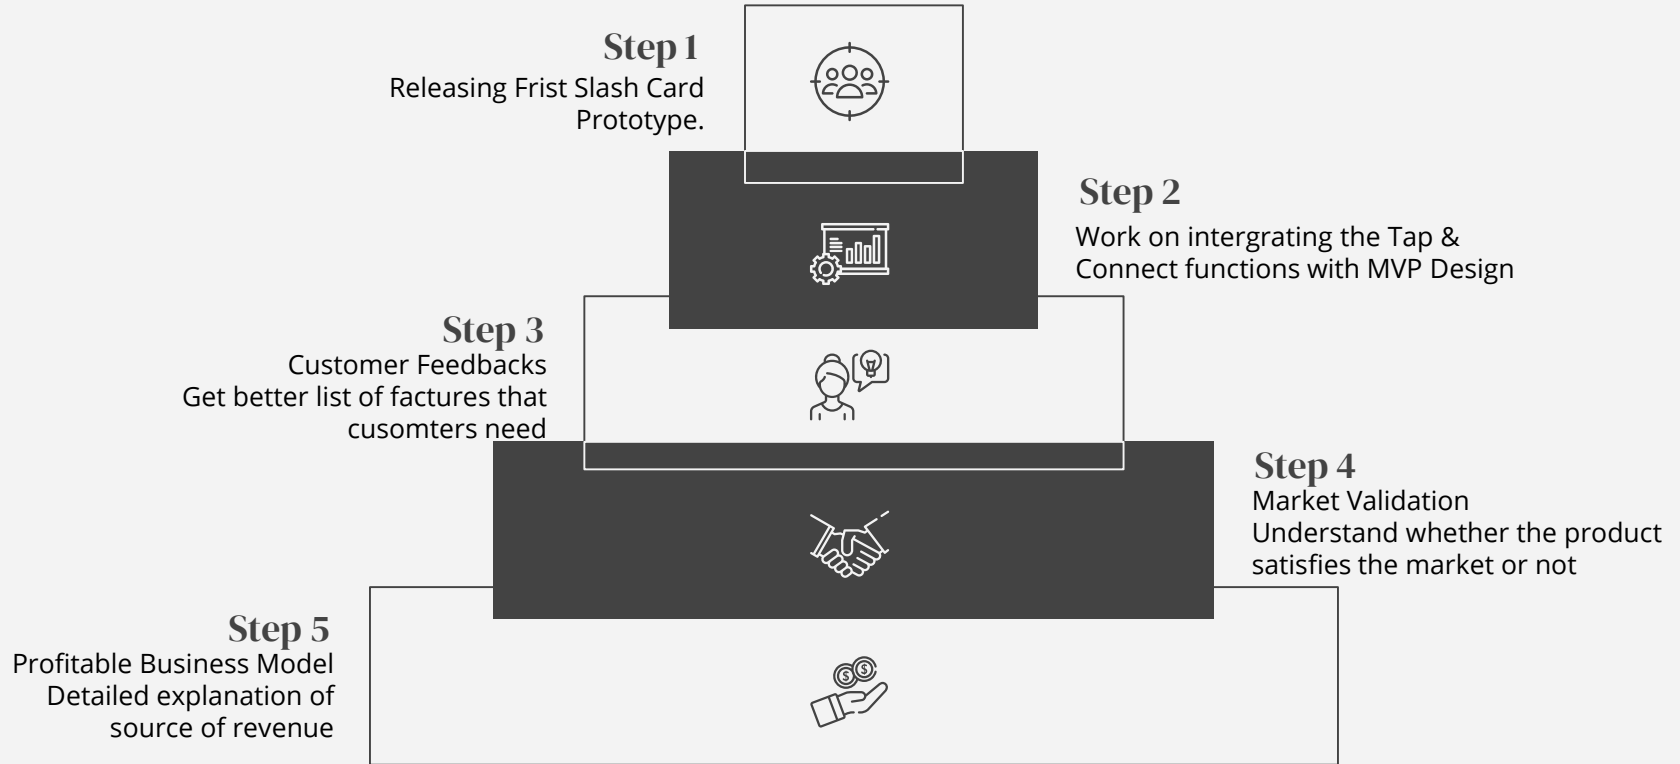 Step 1
Releasing Frist Slash Card
Prototype.
Step 2
Work on intergrating the Tap &
Connect functions with MVP Design
Step 3
Customer Feedbacks
Get better list of factures that
cusomters need
Step 4
Market Validation
Understand whether the product
satisfies the market or not
Step 5
Profitable Business Model
Detailed explanation of
source of revenue
$ $